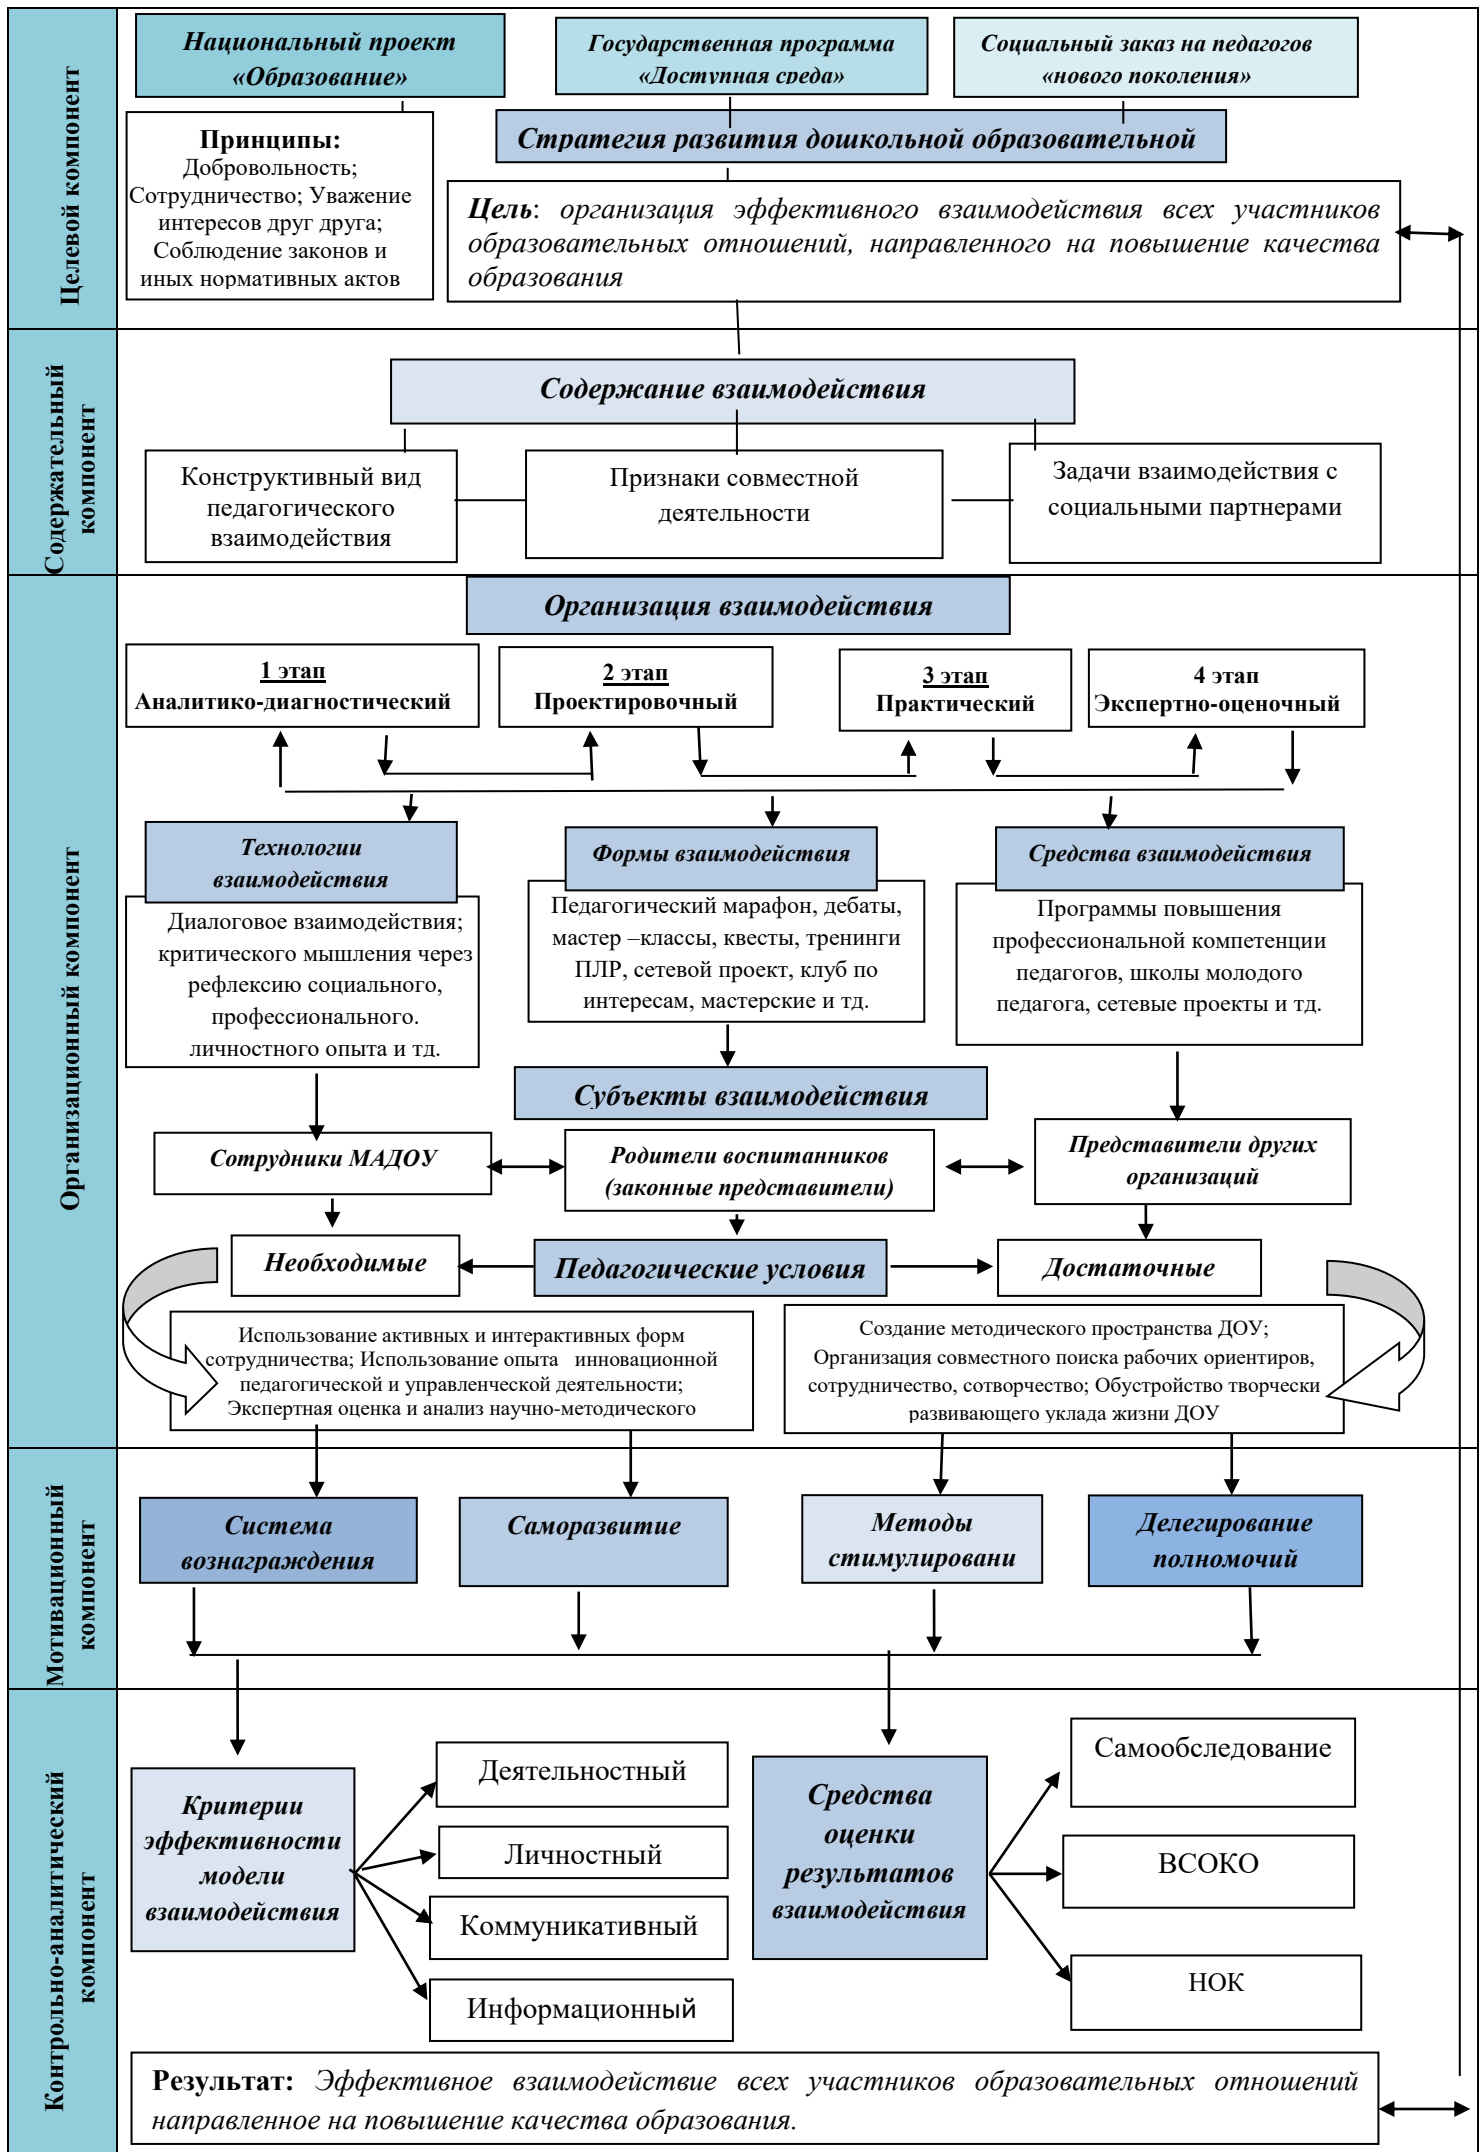 Целевой компонент
Национальный проект
«Образование»
Государственная программа
«Доступная среда»
Социальный заказ на педагогов
«нового поколения»
Принципы:
Добровольность;
Сотрудничество; Уважение
интересов друг друга;
Соблюдение законов и
иных нормативных актов
Стратегия развития дошкольной образовательной
Цель: организация эффективного взаимодействия всех участников
образовательных отношений, направленного на повышение качества
образования
Содержательный
компонент
Содержание взаимодействия
Конструктивный вид
педагогического
взаимодействия
Признаки совместной
деятельности
Задачи взаимодействия с
социальными партнерами
Организационный компонент
Организация взаимодействия
1 этап
Аналитико-диагностический
2 этап
Проектировочный
3 этап
Практический
4 этап
Экспертно-оценочный
Технологии
взаимодействия
Диалоговое взаимодействия;
критического мышления через
рефлексию социального,
профессионального.
личностного опыта и тд.
Формы взаимодействия
Педагогический марафон, дебаты,
мастер –классы, квесты, тренинги
ПЛР, сетевой проект, клуб по
интересам, мастерские и тд.
Средства взаимодействия
Программы повышения
профессиональной компетенции
педагогов, школы молодого
педагога, сетевые проекты и тд.
Субъекты взаимодействия
Сотрудники МАДОУ
Родители воспитанников
(законные представители)
Представители других
организаций
Необходимые
Педагогические условия
Достаточные
Использование активных и интерактивных форм
сотрудничества; Использование опыта инновационной
педагогической и управленческой деятельности;
Экспертная оценка и анализ научно-методического
Создание методического пространства ДОУ;
Организация совместного поиска рабочих ориентиров,
сотрудничество, сотворчество; Обустройство творчески
развивающего уклада жизни ДОУ
Мотивационный
компонент
Система
вознаграждения
Саморазвитие
Методы
стимулировани
Делегирование
полномочий
Контрольно-аналитический
компонент
Критерии
эффективности
модели
взаимодействия
Деятельностный
Личностный
Коммуникативный
Информационный
Средства
оценки
результатов
взаимодействия
Самообследование
ВСОКО
НОК
Результат: Эффективное взаимодействие всех участников образовательных отношений
направленное на повышение качества образования.